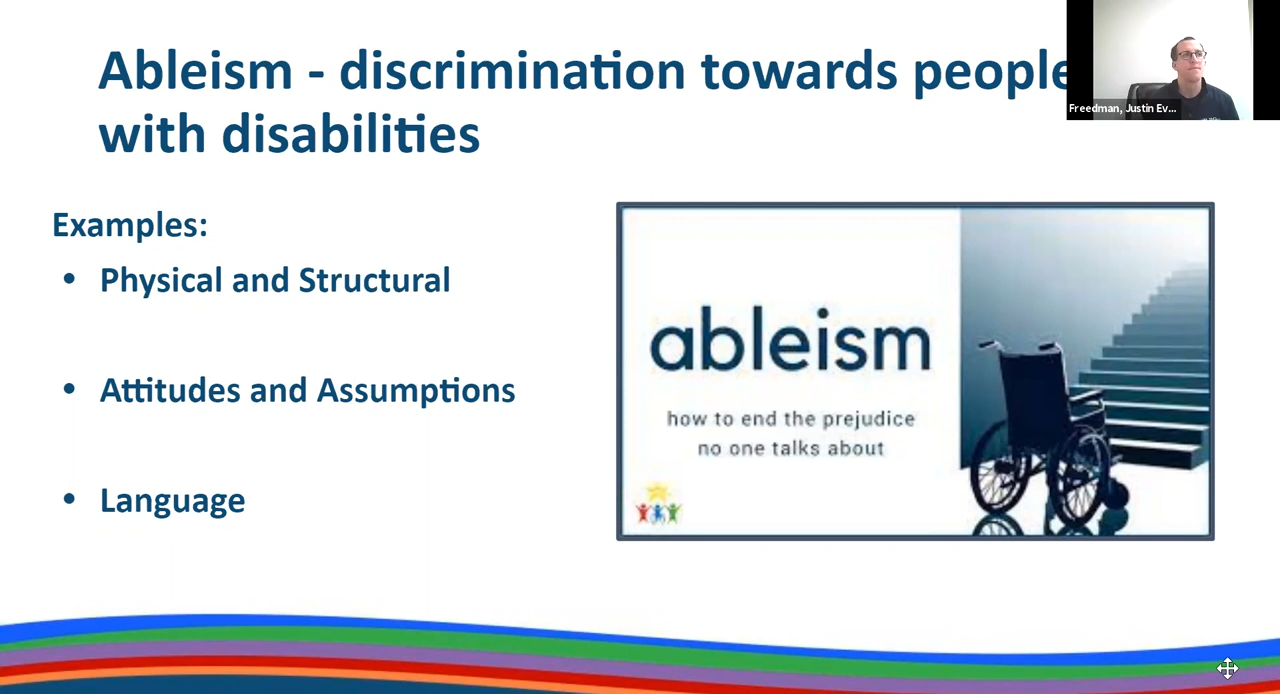 Ableism - discrimination towards people
with disabilities
Freedman, Justin Ev...
Examples:
• Physical and Structural
• Attitudes and Assumptions
• Language
ableism
how to end the prejudice
no one talks about